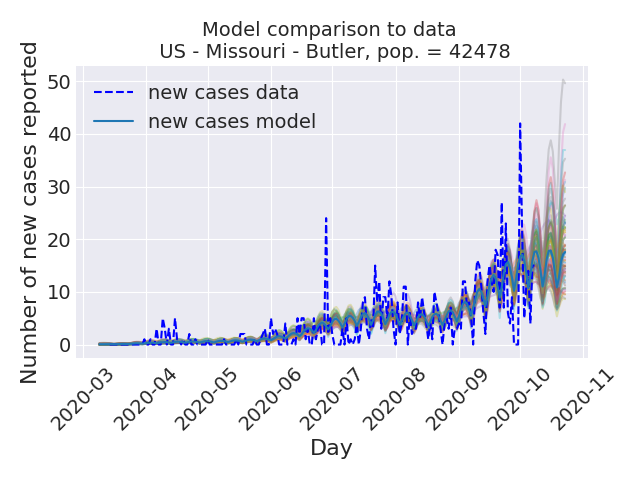 Model comparison to data
US - Missouri - Butler, pop. = 42478
Number of new cases reported
50
40
30
20
10
0
new cases data
new cases model
2020-03
2020-04
2020-05
2020-06
2020-07
2020-08
2020-09
2020-10
2020-11
Day